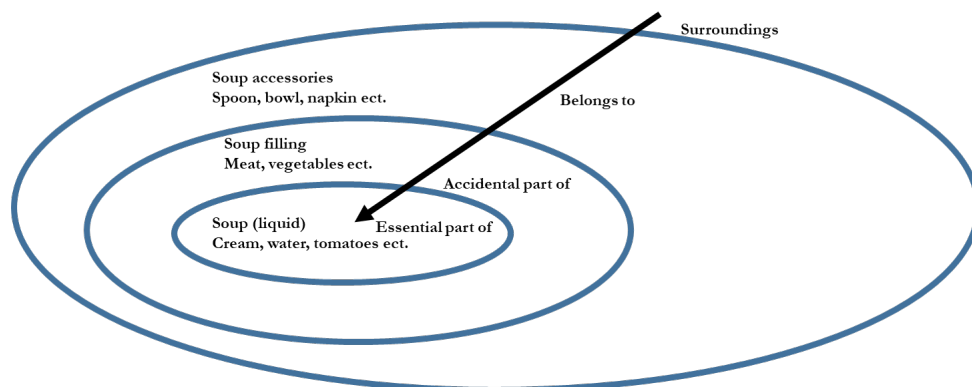 Surroundings
Soup accessories
Spoon, bowl, napkin ect.
Belongs to
Soup filling
Meat, vegetables ect.
Accidental part of
Soup (liquid)
Essential part of
Cream, water, tomatoes ect.